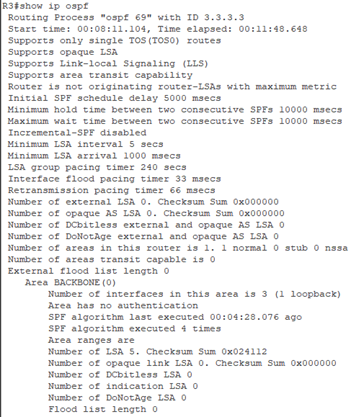 R3#show ip ospf
Routing Process "ospf 69" with ID 3.3.3.3
Start time: 00:08:11.104, Time elapsed: 00:11:48.648
Supports only single TOS(TOS0) routes
Supports opaque LSA
Supports Link-local Signaling (LLS)
Supports area transit capability
Router is not originating router-LSAs with maximum metric
Initial SPF schedule delay 5000 msecs
Minimum hold time between two consecutive SPFs 10000 msecs
Maximum wait time between two consecutive SPFs 10000 msecs
Incremental-SPF disabled
Minimum LSA interval 5 secs
Minimum LSA arrival 1000 msecs
LSA group pacing timer 240 secs
Interface flood pacing timer 33 msecs
Retransmission pacing timer 66 msecs
Number of external LSA 0. Checksum Sum 0x000000
Number of opaque AS LSA 0. Checksum Sum 0x000000
Number of DCbitless external and opaque AS LSA 0
Number of DoNotAge external and opaque AS LSA 0
Number of areas in this router is 1. 1 normal 0 stub 0 nssa
Number of areas transit capable is 0
External flood list length 0
Area BACKBONE(0)
Number of interfaces in this area is 3 (1 loopback)
Area has no authentication
SPF algorithm last executed 00:04:28.076 ago
SPF algorithm executed 4 times
Area ranges are
Number of LSA 5. Checksum Sum 0x024112
Number of opaque link LSA 0. Checksum Sum 0x000000
Number of DCbitless LSA 0
Number of indication LSA 0
Number of DoNotAge LSA 0
Flood list length 0